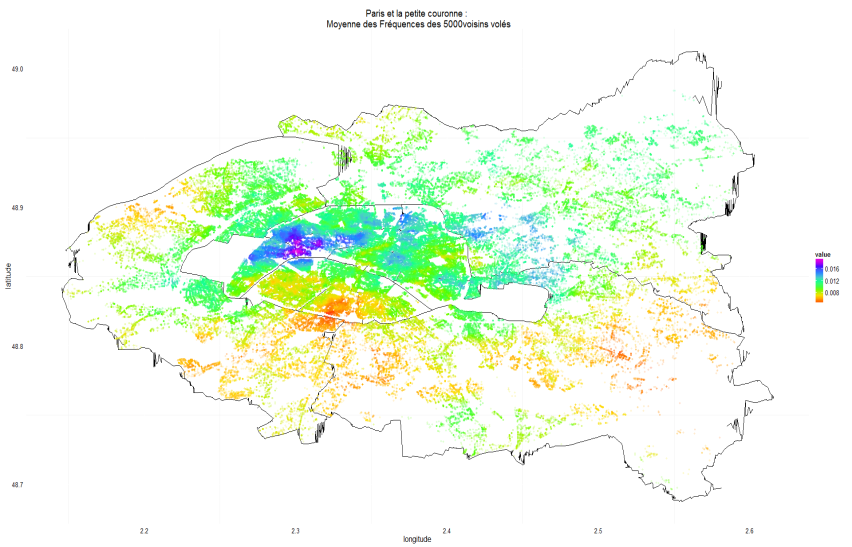 Paris et la petite couronne :
Moyenne des Fréquences des 5000voisins volés
49.0
48.9
48.8
48.7
latitude
2.2 2.3 2.4 2.5 2.6
longitude
value
0.016
0.012
0.008